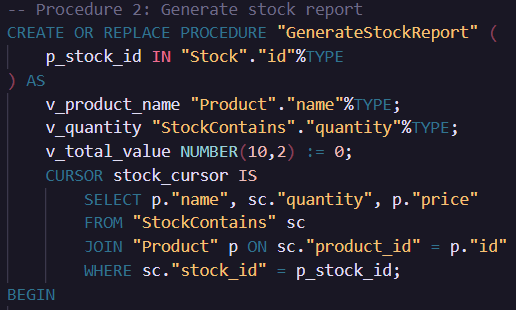 -- Procedure 2: Generate stock report
CREATE OR REPLACE PROCEDURE "GenerateStockReport" (
    p_stock_id IN "Stock"."id"%TYPE
) AS
    v_product_name "Product"."name"%TYPE;
    v_quantity "StockContains"."quantity"%TYPE;
    v_total_value NUMBER(10,2) := 0;
    CURSOR stock_cursor IS
        SELECT p."name", sc."quantity", p."price"
        FROM "StockContains" sc
        JOIN "Product" p ON sc."product_id" = p."id"
        WHERE sc."stock_id" = p_stock_id;
BEGIN